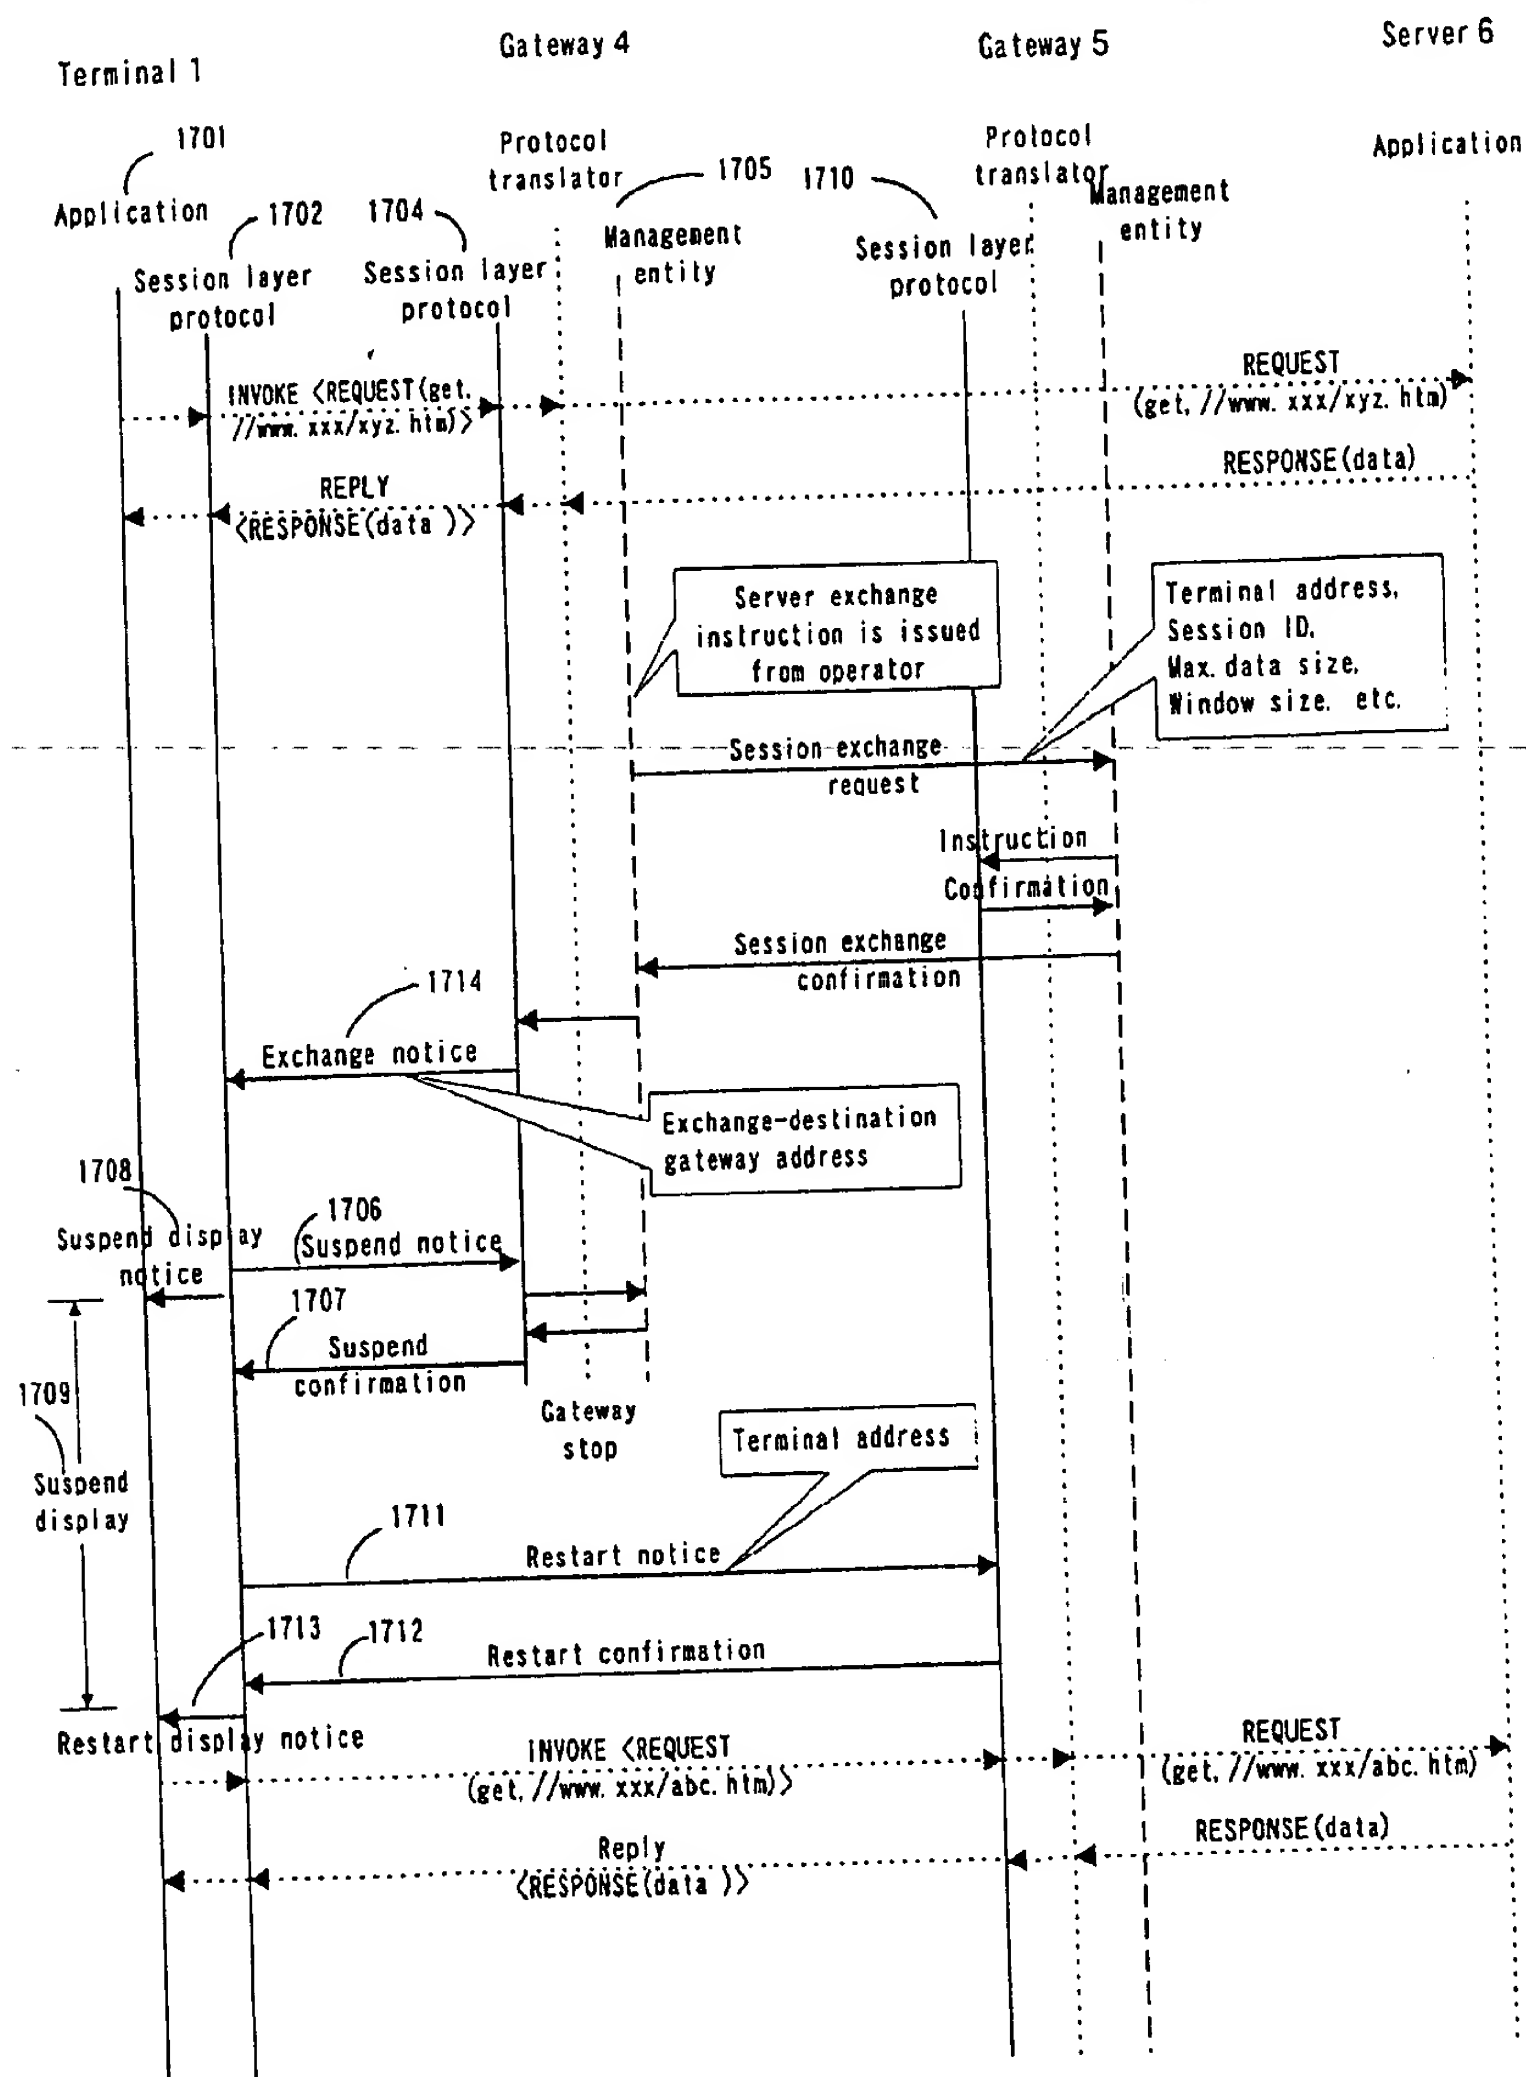 Terminal 1
Gateway 4
Gateway 5
Server 6
1701
Application
1702
Session layer
protocol
1704
Session layer
protocol
Protocol
translator
1705
Management
entity
1710
Session layer
protocol
Protocol
translator
Management
entity
Application
INVOKE <REQUEST(get.
//www. xxx/xyz. htm)>
REQUEST
(get. //www. xxx/xyz. htm)
RESPONSE(data)
REPLY
<RESPONSE(data )>
Server exchange
instruction is issued
from operator
Terminal address,
Session ID,
Max. data size,
Window size. etc.
Session exchange
request
Instruction
Confirmation
Session exchange
confirmation
1714
Exchange notice
Exchange-destination
gateway address
1708
Suspend display
notice
1706
Suspend notice
1707
Suspend
confirmation
1709
Suspend
display
Gateway
stop
Terminal address
1711
Restart notice
1713
1712
Restart confirmation
Restart display notice
INVOKE <REQUEST
(get. //www. xxx/abc. htm)>
REQUEST
(get. //www. xxx/abc. htm)
RESPONSE(data)
Reply
<RESPONSE(data )>